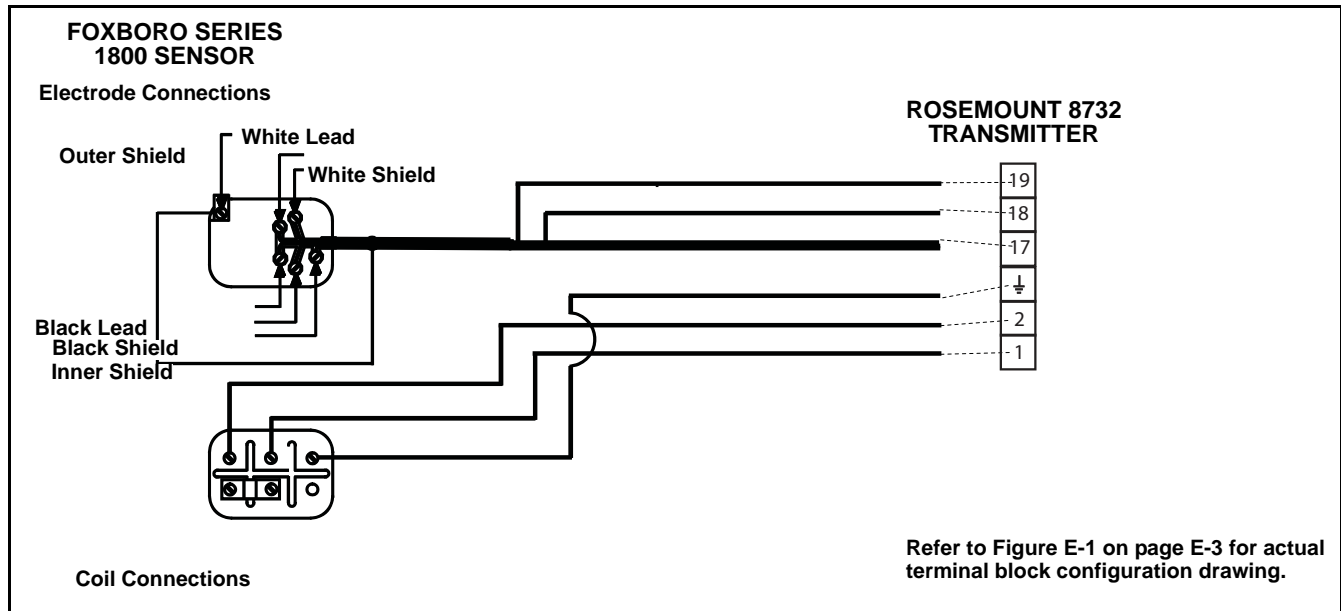 FOXBORO SERIES
1800 SENSOR
Electrode Connections
White Lead
Outer Shield
White Shield
Black Lead
Black Shield
Inner Shield
ROSEMOUNT 8732
TRANSMITTER
19
18
17
2
1
Coil Connections
Refer to Figure E-1 on page E-3 for actual
terminal block configuration drawing.